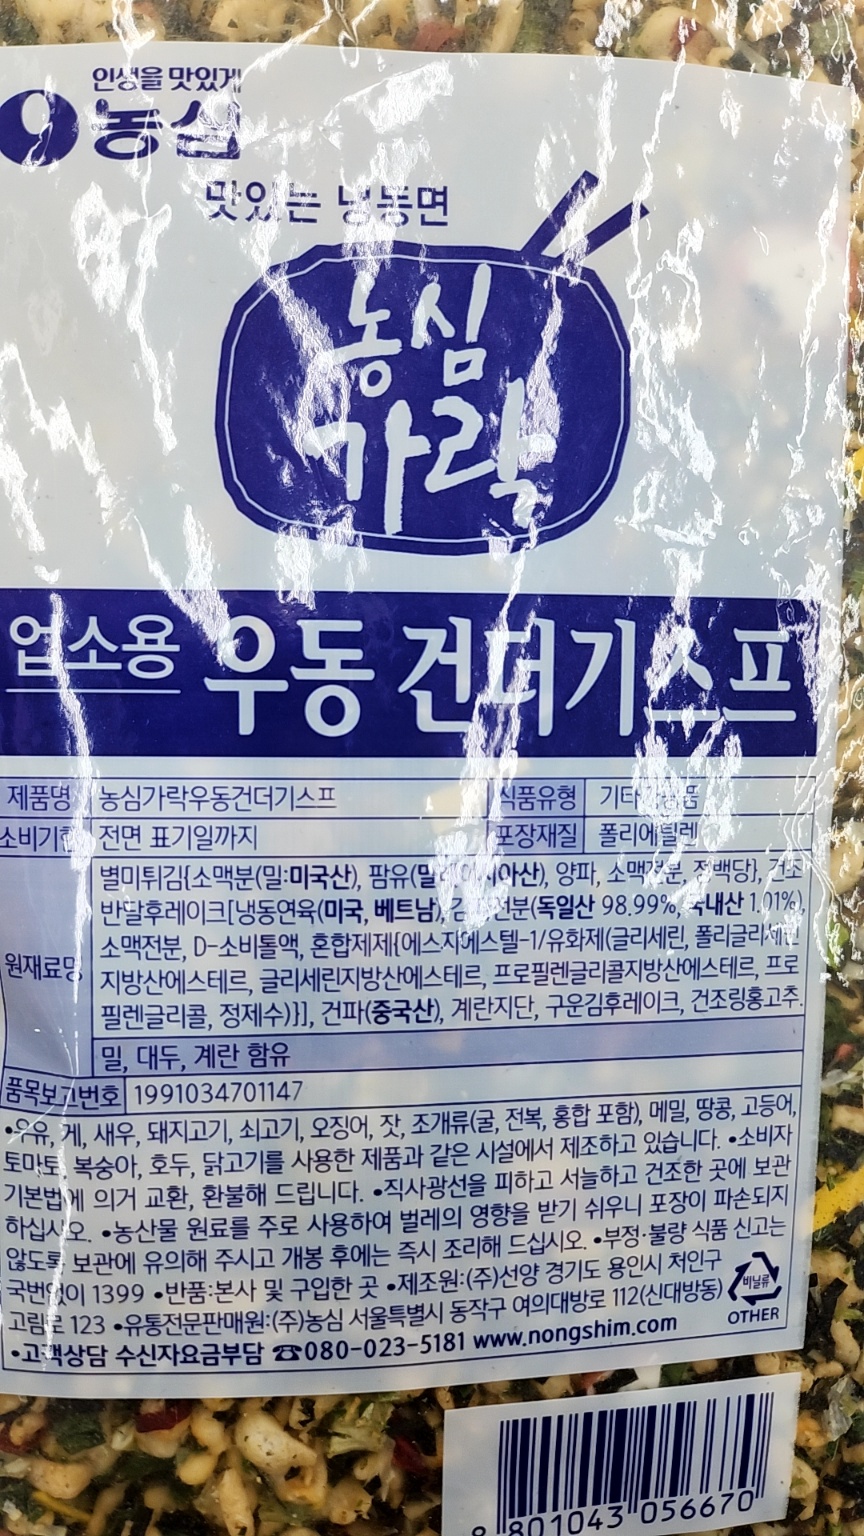 인생을 맛있게
농심
맛있는 냉동면
농심
가락
업소용 우동 건더기스프
제품명 농심가락우동건더기스프 식품유형
소비기한 전면 표기일까지 포장재질 폴리에틸렌
별미튀김{소맥분(밀:미국산), 팜유(말레이시아산), 양파, 소맥전분, 정백당}, 건조
반달후레이크[냉동연육(미국, 베트남), 전분(독일산 98.99%, 국내산 1.01%),
소맥전분, D-소비톨액, 혼합제제{에스지에스텔-1/유화제(글리세린, 폴리글리세린
원재료명 지방산에스테르, 글리세린지방산에스테르, 프로필렌글리콜지방산에스테르, 프로
필렌글리콜, 정제수)}], 건파(중국산), 계란지단, 구운김후레이크, 건조링홍고추.
밀, 대두, 계란 함유
품목보고번호 1991034701147
•우유, 게, 새우, 돼지고기, 쇠고기, 오징어, 잣, 조개류(굴, 전복, 홍합 포함), 메밀, 땅콩, 고등어,
토마토, 복숭아, 호두, 닭고기를 사용한 제품과 같은 시설에서 제조하고 있습니다. •소비자
기본법에 의거 교환, 환불해 드립니다. •직사광선을 피하고 서늘하고 건조한 곳에 보관
하십시오. •농산물 원료를 주로 사용하여 벌레의 영향을 받기 쉬우니 포장이 파손되지
않도록 보관에 유의해 주시고 개봉 후에는 즉시 조리해 드십시오. •부정·불량 식품 신고는
국번없이 1399 •반품:본사 및 구입한 곳 •제조원:(주)선양 경기도 용인시 처인구
고림로 123 •유통전문판매원:(주)농심 서울특별시 동작구 여의대방로 112(신대방동)
•고객상담 수신자요금부담 ☎080-023-5181 www.nongshim.com
비닐류
OTHER
8 801043 056670